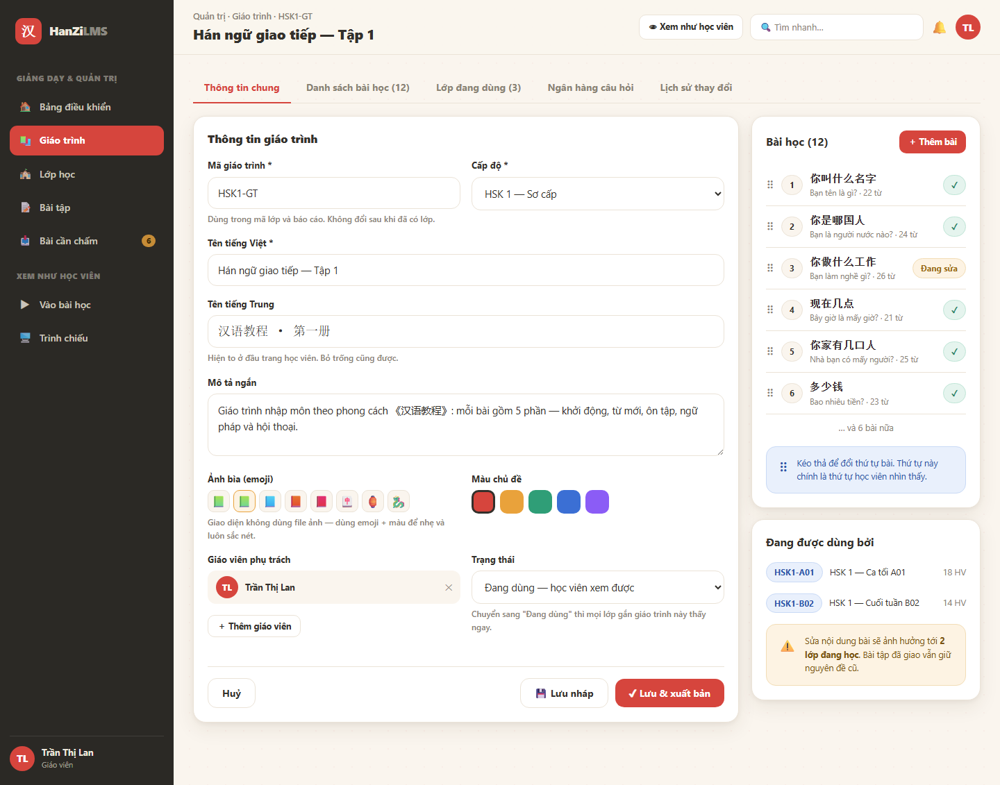 汉 HanZiLMS
GIẢNG DẠY & QUẢN TRỊ
Bảng điều khiển
Giáo trình
Lớp học
Bài tập
Bài cần chấm 6
XEM NHƯ HỌC VIÊN
Vào bài học
Trình chiếu
TL Trần Thị Lan
Giáo viên
Quản trị · Giáo trình · HSK1-GT
Hán ngữ giao tiếp — Tập 1
Xem như học viên
Tìm nhanh...
TL
Thông tin chung
Danh sách bài học (12)
Lớp đang dùng (3)
Ngân hàng câu hỏi
Lịch sử thay đổi
Thông tin giáo trình
Mã giáo trình *
HSK1-GT
Dùng trong mã lớp và báo cáo. Không đổi sau khi đã có lớp.
Cấp độ *
HSK 1 — Sơ cấp
Tên tiếng Việt *
Hán ngữ giao tiếp — Tập 1
Tên tiếng Trung
汉语教程 · 第一册
Hiện to ở đầu trang học viên. Bỏ trống cũng được.
Mô tả ngắn
Giáo trình nhập môn theo phong cách 《汉语教程》: mỗi bài gồm 5 phần — khởi động, từ mới, ôn tập, ngữ
pháp và hội thoại.
Ảnh bìa (emoji)
Giao diện không dùng file ảnh — dùng emoji + màu để nhẹ và
luôn sắc nét.
Màu chủ đề
Giáo viên phụ trách
TL Trần Thị Lan ×
+ Thêm giáo viên
Trạng thái
Đang dùng — học viên xem được
Chuyển sang "Đang dùng" thì mọi lớp gắn giáo trình này thấy
ngay.
Huỷ
Lưu nháp
✓ Lưu & xuất bản
Bài học (12)
+ Thêm bài
1 你叫什么名字 ✓
Bạn tên là gì? · 22 từ
2 你是哪国人 ✓
Bạn là người nước nào? · 24 từ
3 你做什么工作 Đang sửa
Bạn làm nghề gì? · 26 từ
4 现在几点 ✓
Bây giờ là mấy giờ? · 21 từ
5 你家有几口人 ✓
Nhà bạn có mấy người? · 25 từ
6 多少钱 ✓
Bao nhiêu tiền? · 23 từ
... và 6 bài nữa
Kéo thả để đổi thứ tự bài. Thứ tự này
chính là thứ tự học viên nhìn thấy.
Đang được dùng bởi
HSK1-A01 HSK 1 — Ca tối A01 18 HV
HSK1-B02 HSK 1 — Cuối tuần B02 14 HV
Sửa nội dung bài sẽ ảnh hưởng tới 2
lớp đang học. Bài tập đã giao vẫn giữ
nguyên đề cũ.